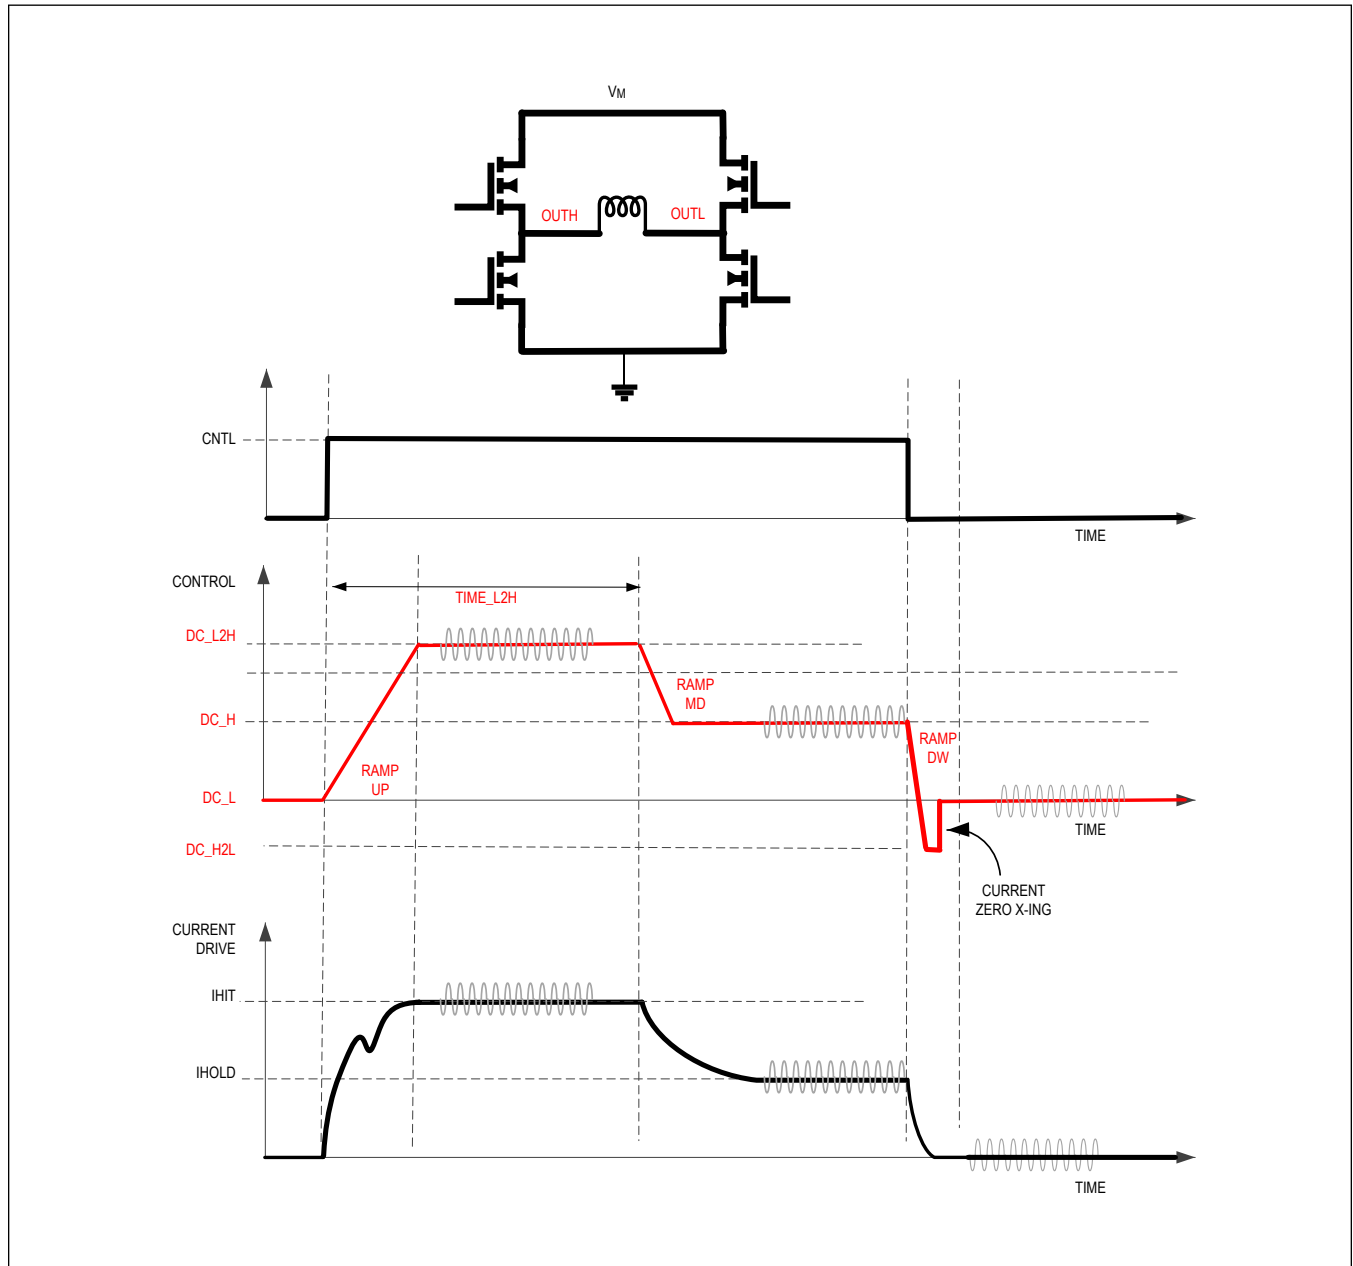 VM
OUTH
OUTL
CNTL
TIME
CONTROL
TIME_L2H
DC_L2H
RAMP
MD
DC_H
RAMP
DW
RAMP
UP
DC_L
TIME
DC_H2L
CURRENT
ZERO X-ING
CURRENT
DRIVE
IHIT
IHOLD
TIME